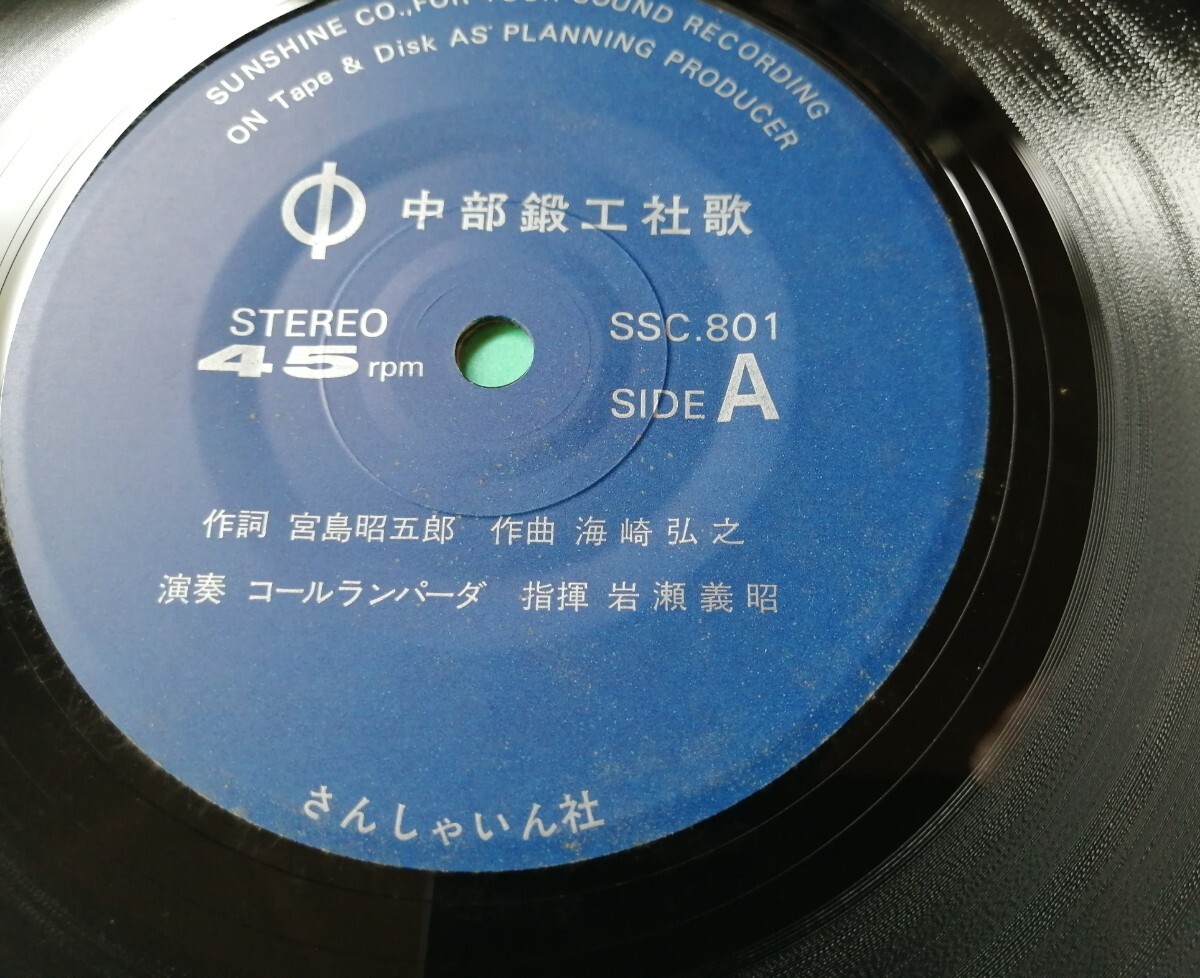 SUNSHINE CO.,FOR YOUR SOUND RECORDING
ON Tape & Disk AS PLANNING PRODUCER
中部鍛工社歌
STEREO
45 rpm
SSC.801
SIDE A
作詞 宮島昭五郎 作曲 海崎弘之
演奏 コールランパーダ 指揮 岩瀬義昭
さんしゃいん社